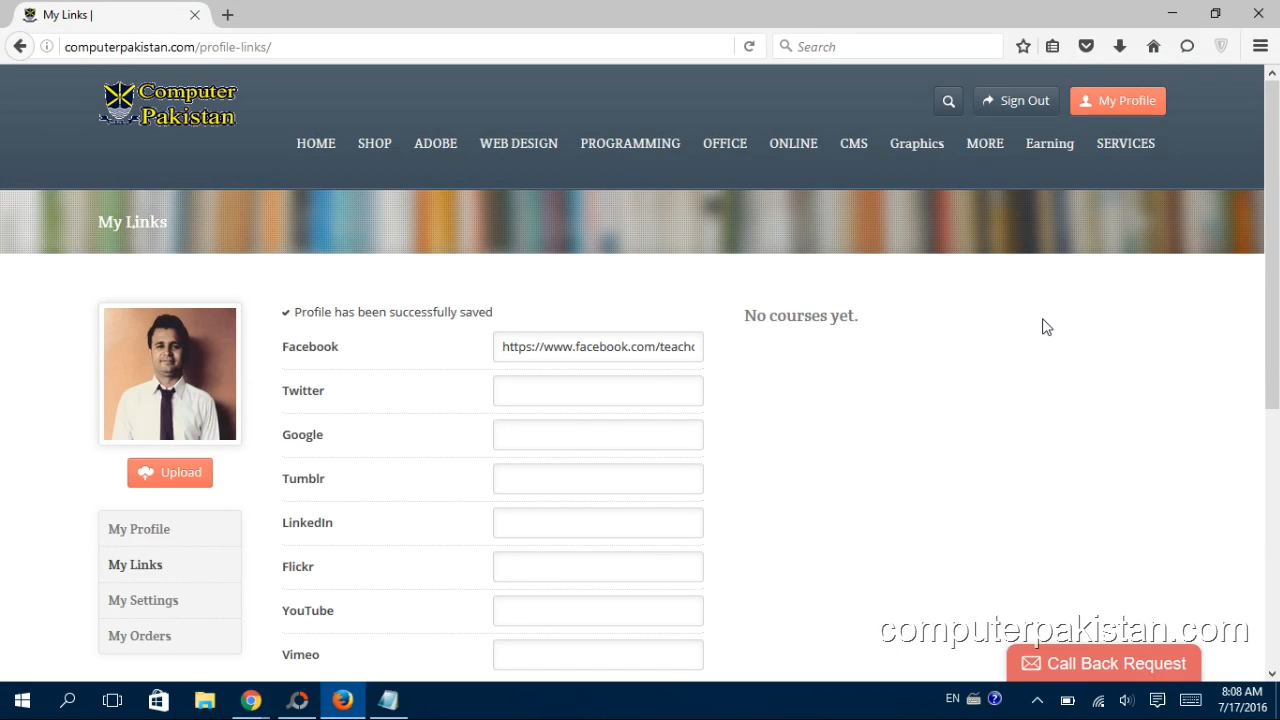 My Links |
computerpakistan.com/profile-links/
Search
Computer
Pakistan
Sign Out
My Profile
HOME SHOP ADOBE WEB DESIGN PROGRAMMING OFFICE ONLINE CMS Graphics MORE Earning SERVICES
My Links
Profile has been successfully saved
No courses yet.
Facebook
https://www.facebook.com/teach
Twitter
Google
Tumblr
LinkedIn
Flickr
YouTube
Vimeo
Upload
My Profile
My Links
My Settings
My Orders
computerpakistan.com
Call Back Request
EN
8:08 AM
7/17/2016